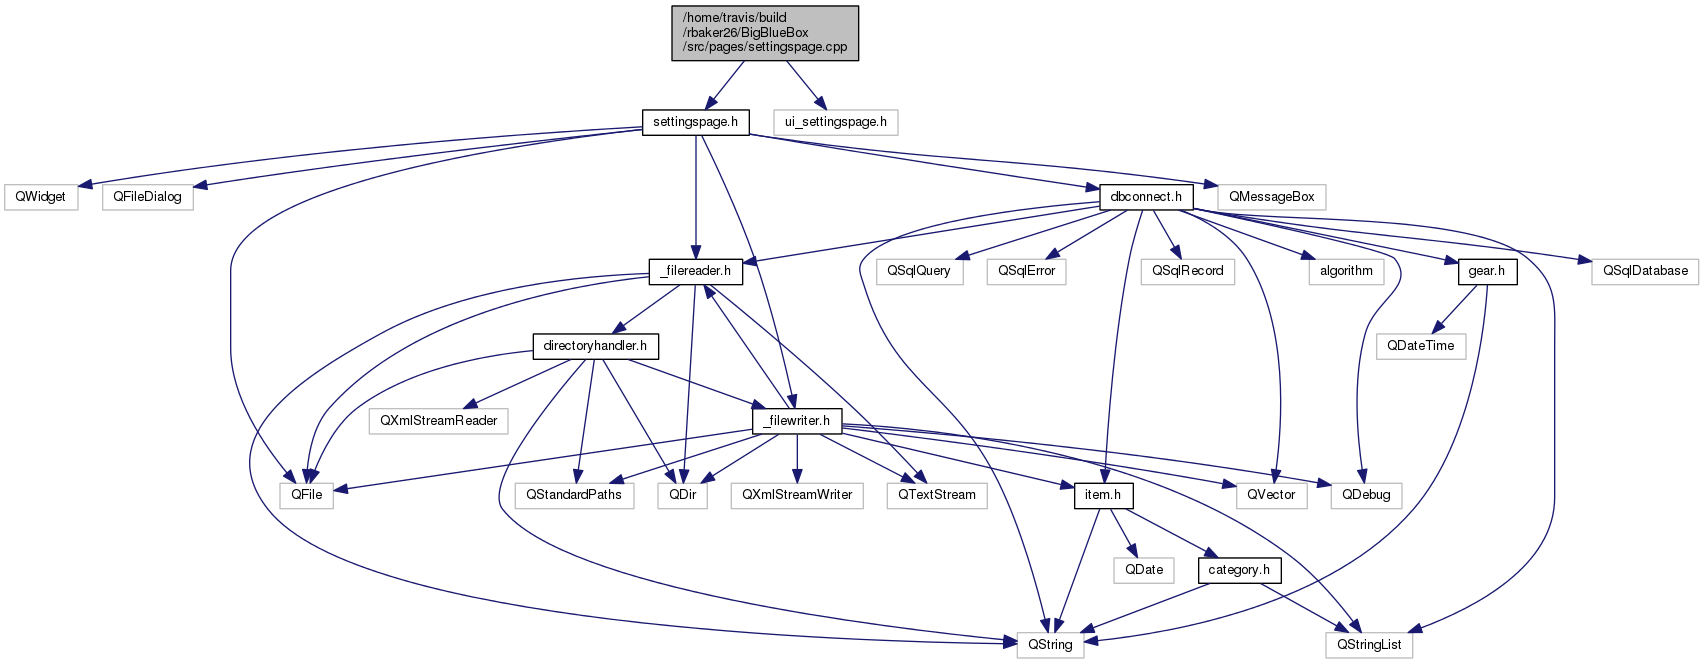 /home/travis/build
/rbaker26/BigBlueBox
/src/pages/settingspage.cpp
settingspage.h
ui_settingspage.h
QWidget
QFileDialog
dbconnect.h
QMessageBox
_filereader.h
QSqlQuery
QSqlError
QSqlRecord
algorithm
gear.h
QSqlDatabase
directoryhandler.h
QDateTime
QXmlStreamReader
_filewriter.h
QFile
QStandardPaths
QDir
QXmlStreamWriter
QTextStream
item.h
QVector
QDebug
QDate
category.h
QString
QStringList